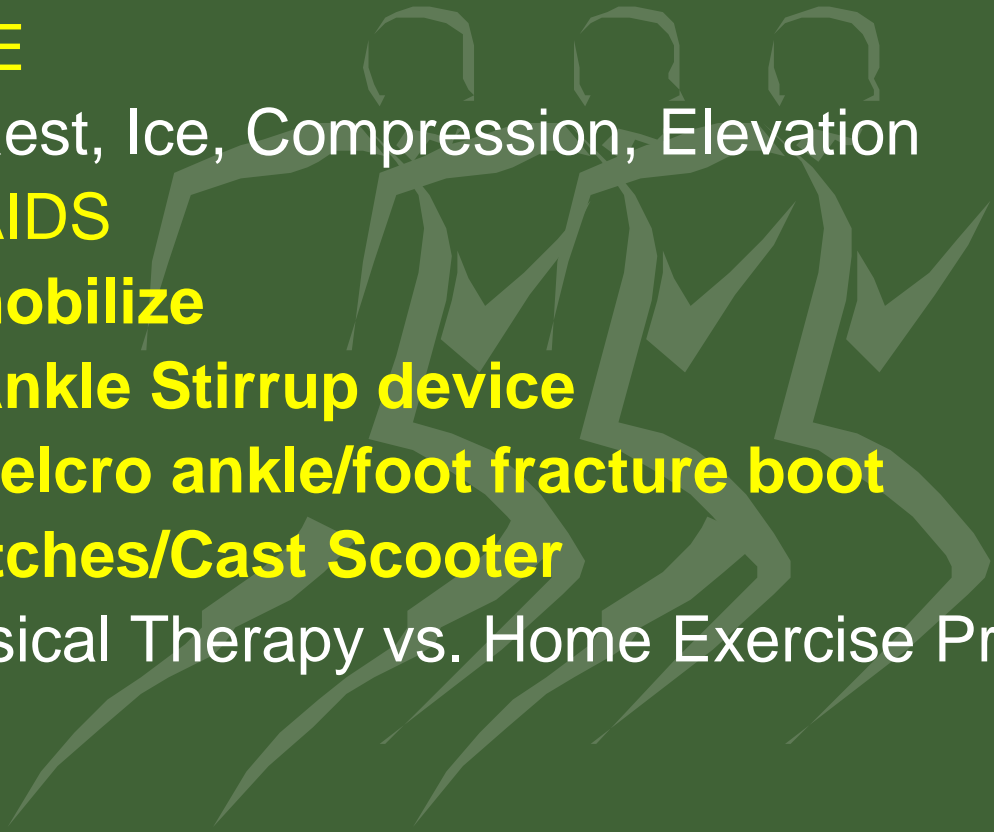 E
est, Ice, Compression, Elevation
AIDS
obilize
nkle Stirrup device
elcro ankle/foot fracture boot
tches/Cast Scooter
sical Therapy vs. Home Exercise Pr